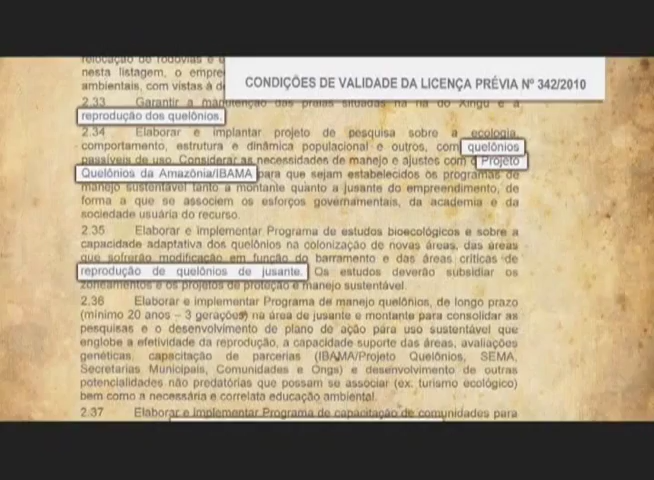 relocação de rodovias e
nesta listagem, o empre
ambientais, com vistas à
CONDIÇÕES DE VALIDADE DA LICENÇA PRÉVIA Nº 342/2010
2.33 Garantir a manutenção das praias situadas na do Xingu e a
reprodução dos quelônios.
2.34 Elaborar e implantar projeto de pesquisa sobre a ecologia,
comportamento, estrutura e dinâmica populacional e outros, com quelônios
passíveis de uso. Considerar as necessidades de manejo e ajustes com o Projeto
Quelônios da Amazônia/IBAMA para que sejam estabelecidos os programas de
manejo sustentável tanto a montante quanto a jusante do empreendimento, de
forma a que se associem os esforços governamentais, da academia e da
sociedade usuária do recurso.
2.35 Elaborar e Implementar Programa de estudos bioecológicos e sobre a
capacidade adaptativa dos quelônios na colonização de novas áreas, das áreas
que sofrerão modificação em função do barramento e das áreas críticas de
reprodução de quelônios de jusante. Os estudos deverão subsidiar os
zoneamentos e os projetos de proteção e manejo sustentável.
2.36 Elaborar e implementar Programa de manejo quelônios, de longo prazo
(mínimo 20 anos – 3 gerações) na área de jusante e montante para consolidar as
pesquisas e o desenvolvimento de plano de ação para uso sustentável que
englobe a efetividade da reprodução, a capacidade suporte das áreas, avaliações
genéticas, capacitação de parcerias (IBAMA/Projeto Quelônios, SEMA,
Secretarias Municipais, Comunidades e Ongs) e desenvolvimento de outras
potencialidades não predatórias que possam se associar (ex. turismo ecológico)
bem como a necessária e correlata educação ambiental.
2.37 Elaborar e Implementar Programa de capacitação de comunidades para